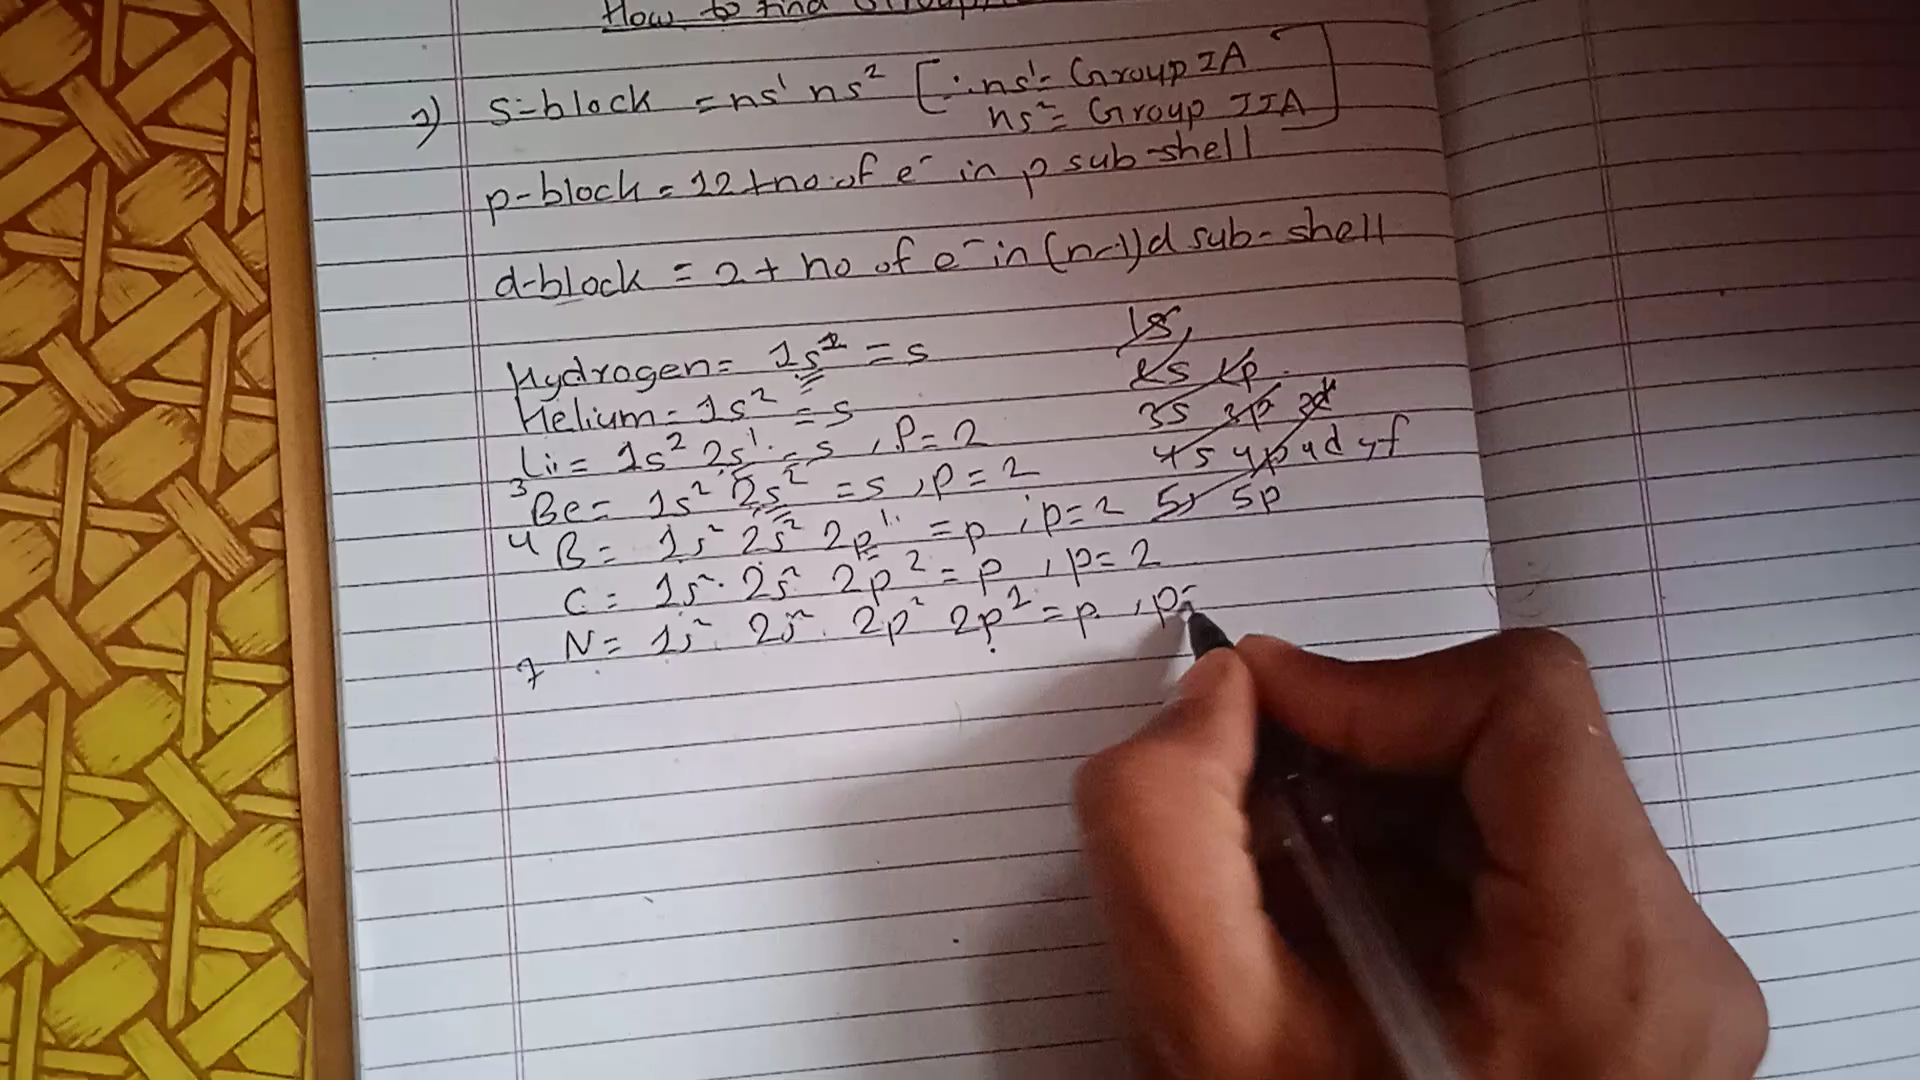 How to find Group
1) s-block = ns¹ ns² [∴ ns¹= Group IA
ns²= Group IIA]
p-block = 12+no.of e⁻ in p sub-shell
d-block = 2+ no of e⁻ in (n-1)d sub-shell
Hydrogen= 1s¹ = s
Helium= 1s² = s
3 Li= 1s² 2s¹ = s , P=2
4 Be= 1s² 2s² = s , p=2
B= 1s² 2s² 2p¹ = p , p=2
C= 1s² 2s² 2p² = p , p=2
7 N= 1s² 2s² 2p² 2p² = p , p=
1s
2s 2p
3s 3p 3d
4s 4p 4d 4f
5s 5p